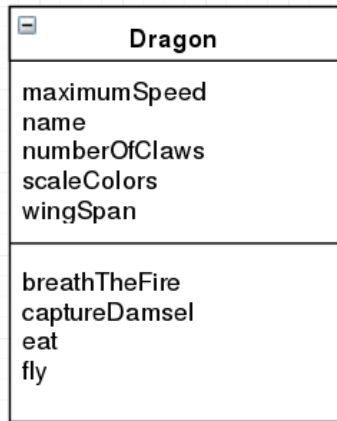 Dragon
maximumSpeed
name
numberOfClaws
scaleColors
wingSpan
breathTheFire
captureDamsel
eat
fly